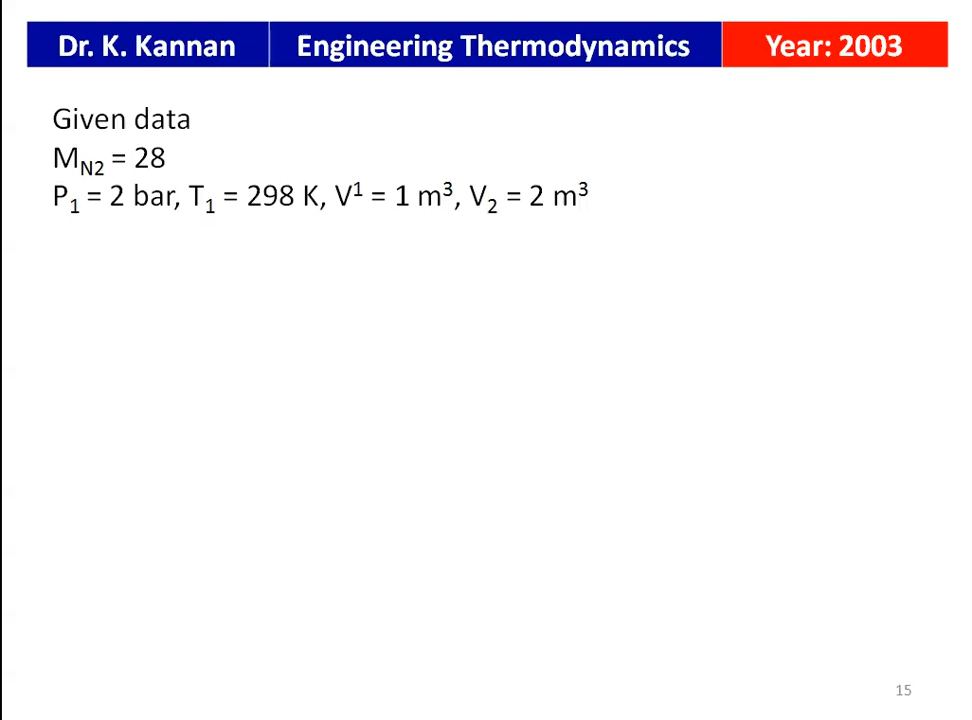 Dr. K. Kannan Engineering Thermodynamics Year: 2003
Given data
M_N2 = 28
P₁ = 2 bar, T₁ = 298 K, V¹ = 1 m³, V₂ = 2 m³
15